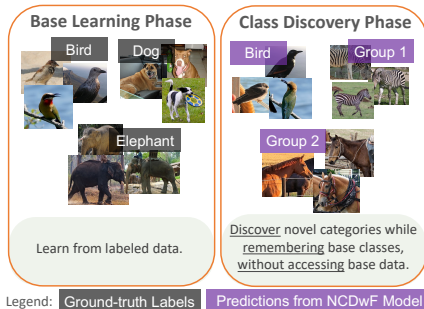 Base Learning Phase
Bird
Dog
Elephant
Learn from labeled data.
Class Discovery Phase
Bird
Group 1
Group 2
Discover novel categories while
remembering base classes,
without accessing base data.
Legend: Ground-truth Labels Predictions from NCDwF Model